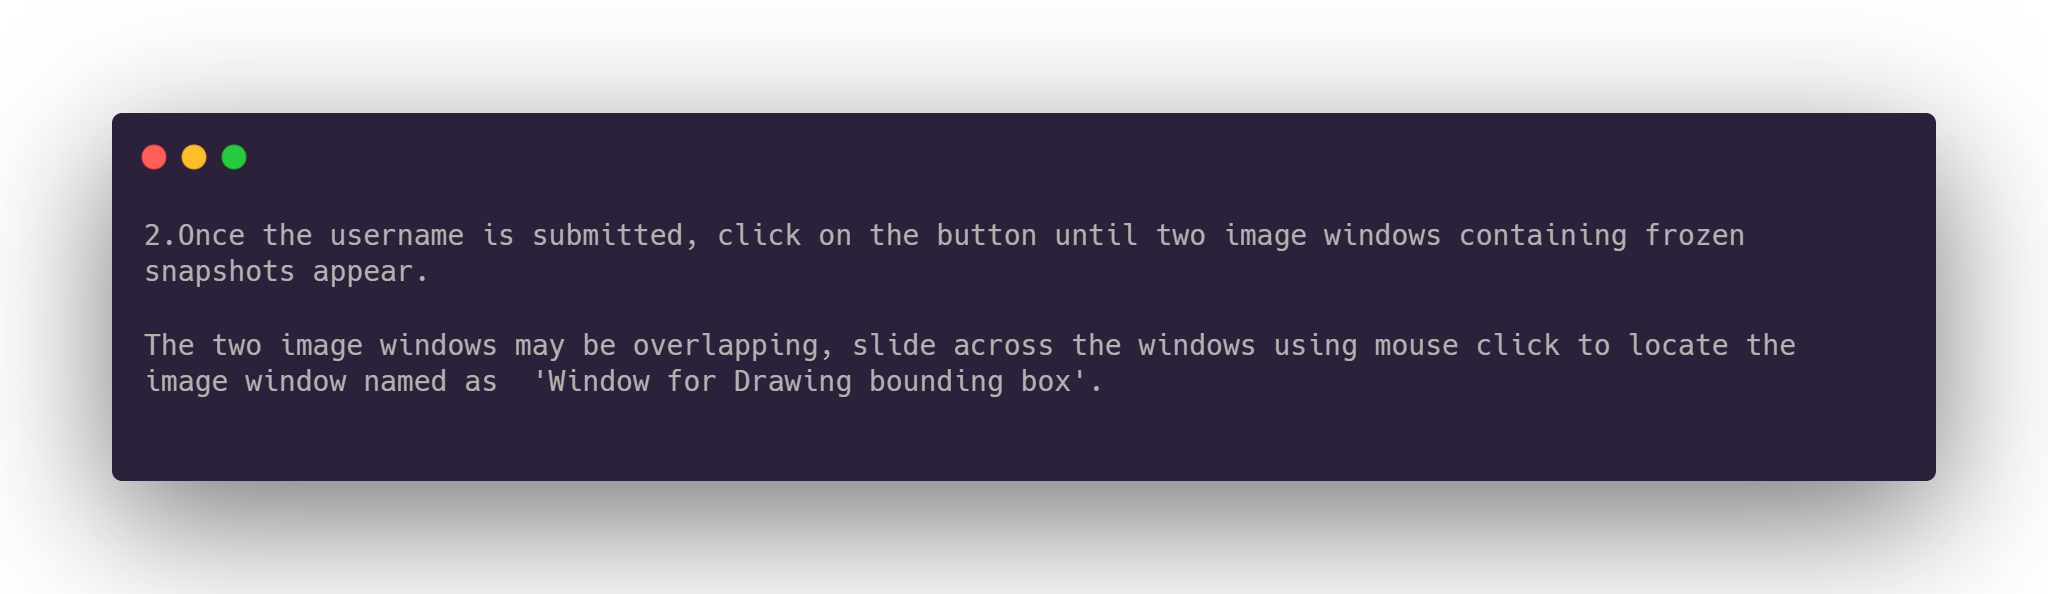 2.Once the username is submitted, click on the button until two image windows containing frozen
snapshots appear.
The two image windows may be overlapping, slide across the windows using mouse click to locate the
image window named as  'Window for Drawing bounding box'.